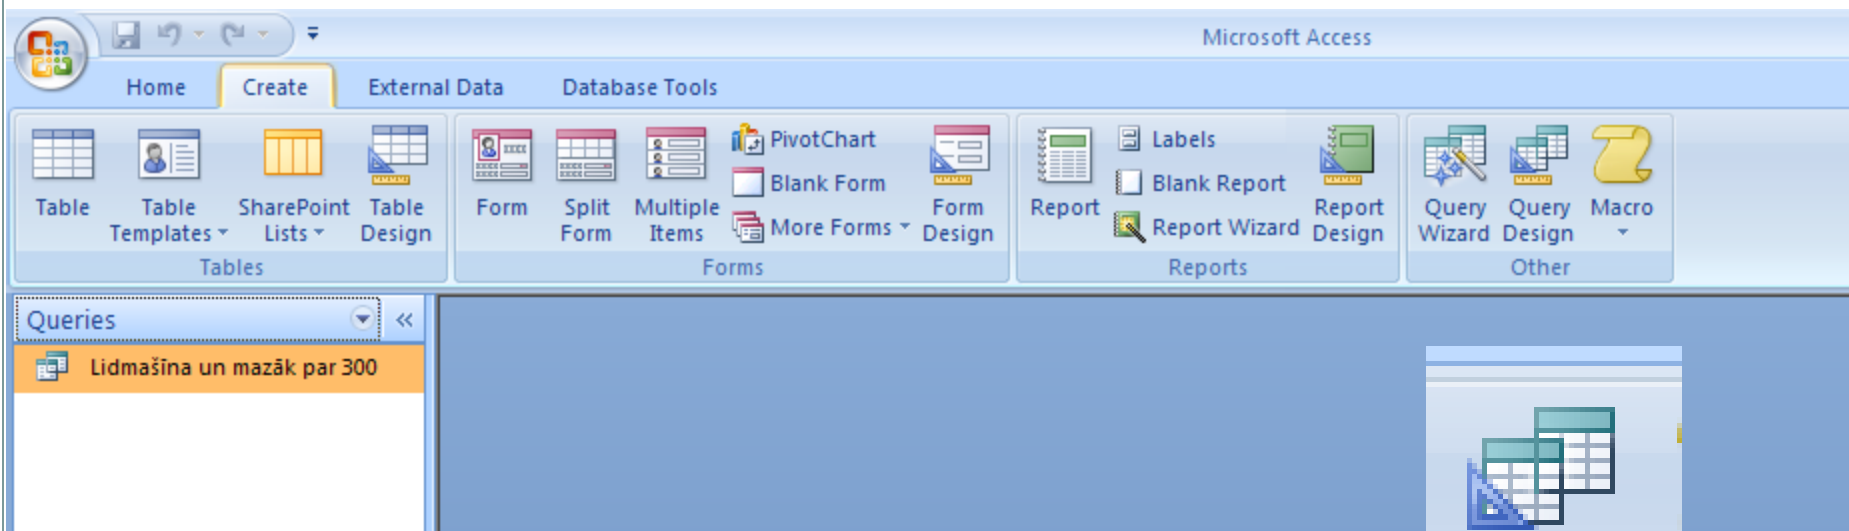 Microsoft Access
Home Create External Data Database Tools
Table
Table Templates
SharePoint Lists
Table Design
Tables
Form
Split Form
Multiple Items
PivotChart
Blank Form
More Forms
Form Design
Forms
Report
Labels
Blank Report
Report Wizard
Report Design
Reports
Query Wizard
Query Design
Macro
Other
Queries
Lidmašīna un mazāk par 300